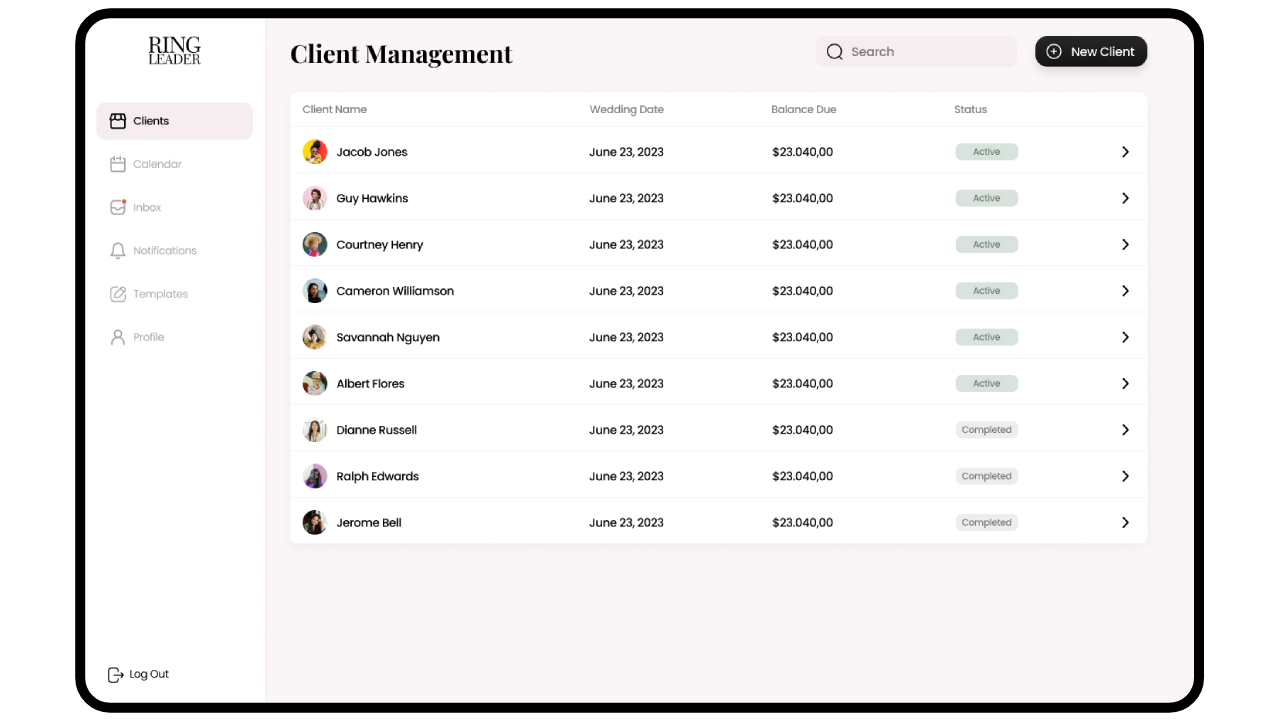 RING
LEADER
Client Management
Search
New Client
Clients
Calendar
Inbox
Notifications
Templates
Profile
Log Out
Client Name Wedding Date Balance Due Status
Jacob Jones June 23, 2023 $23.040,00 Active
Guy Hawkins June 23, 2023 $23.040,00 Active
Courtney Henry June 23, 2023 $23.040,00 Active
Cameron Williamson June 23, 2023 $23.040,00 Active
Savannah Nguyen June 23, 2023 $23.040,00 Active
Albert Flores June 23, 2023 $23.040,00 Active
Dianne Russell June 23, 2023 $23.040,00 Completed
Ralph Edwards June 23, 2023 $23.040,00 Completed
Jerome Bell June 23, 2023 $23.040,00 Completed